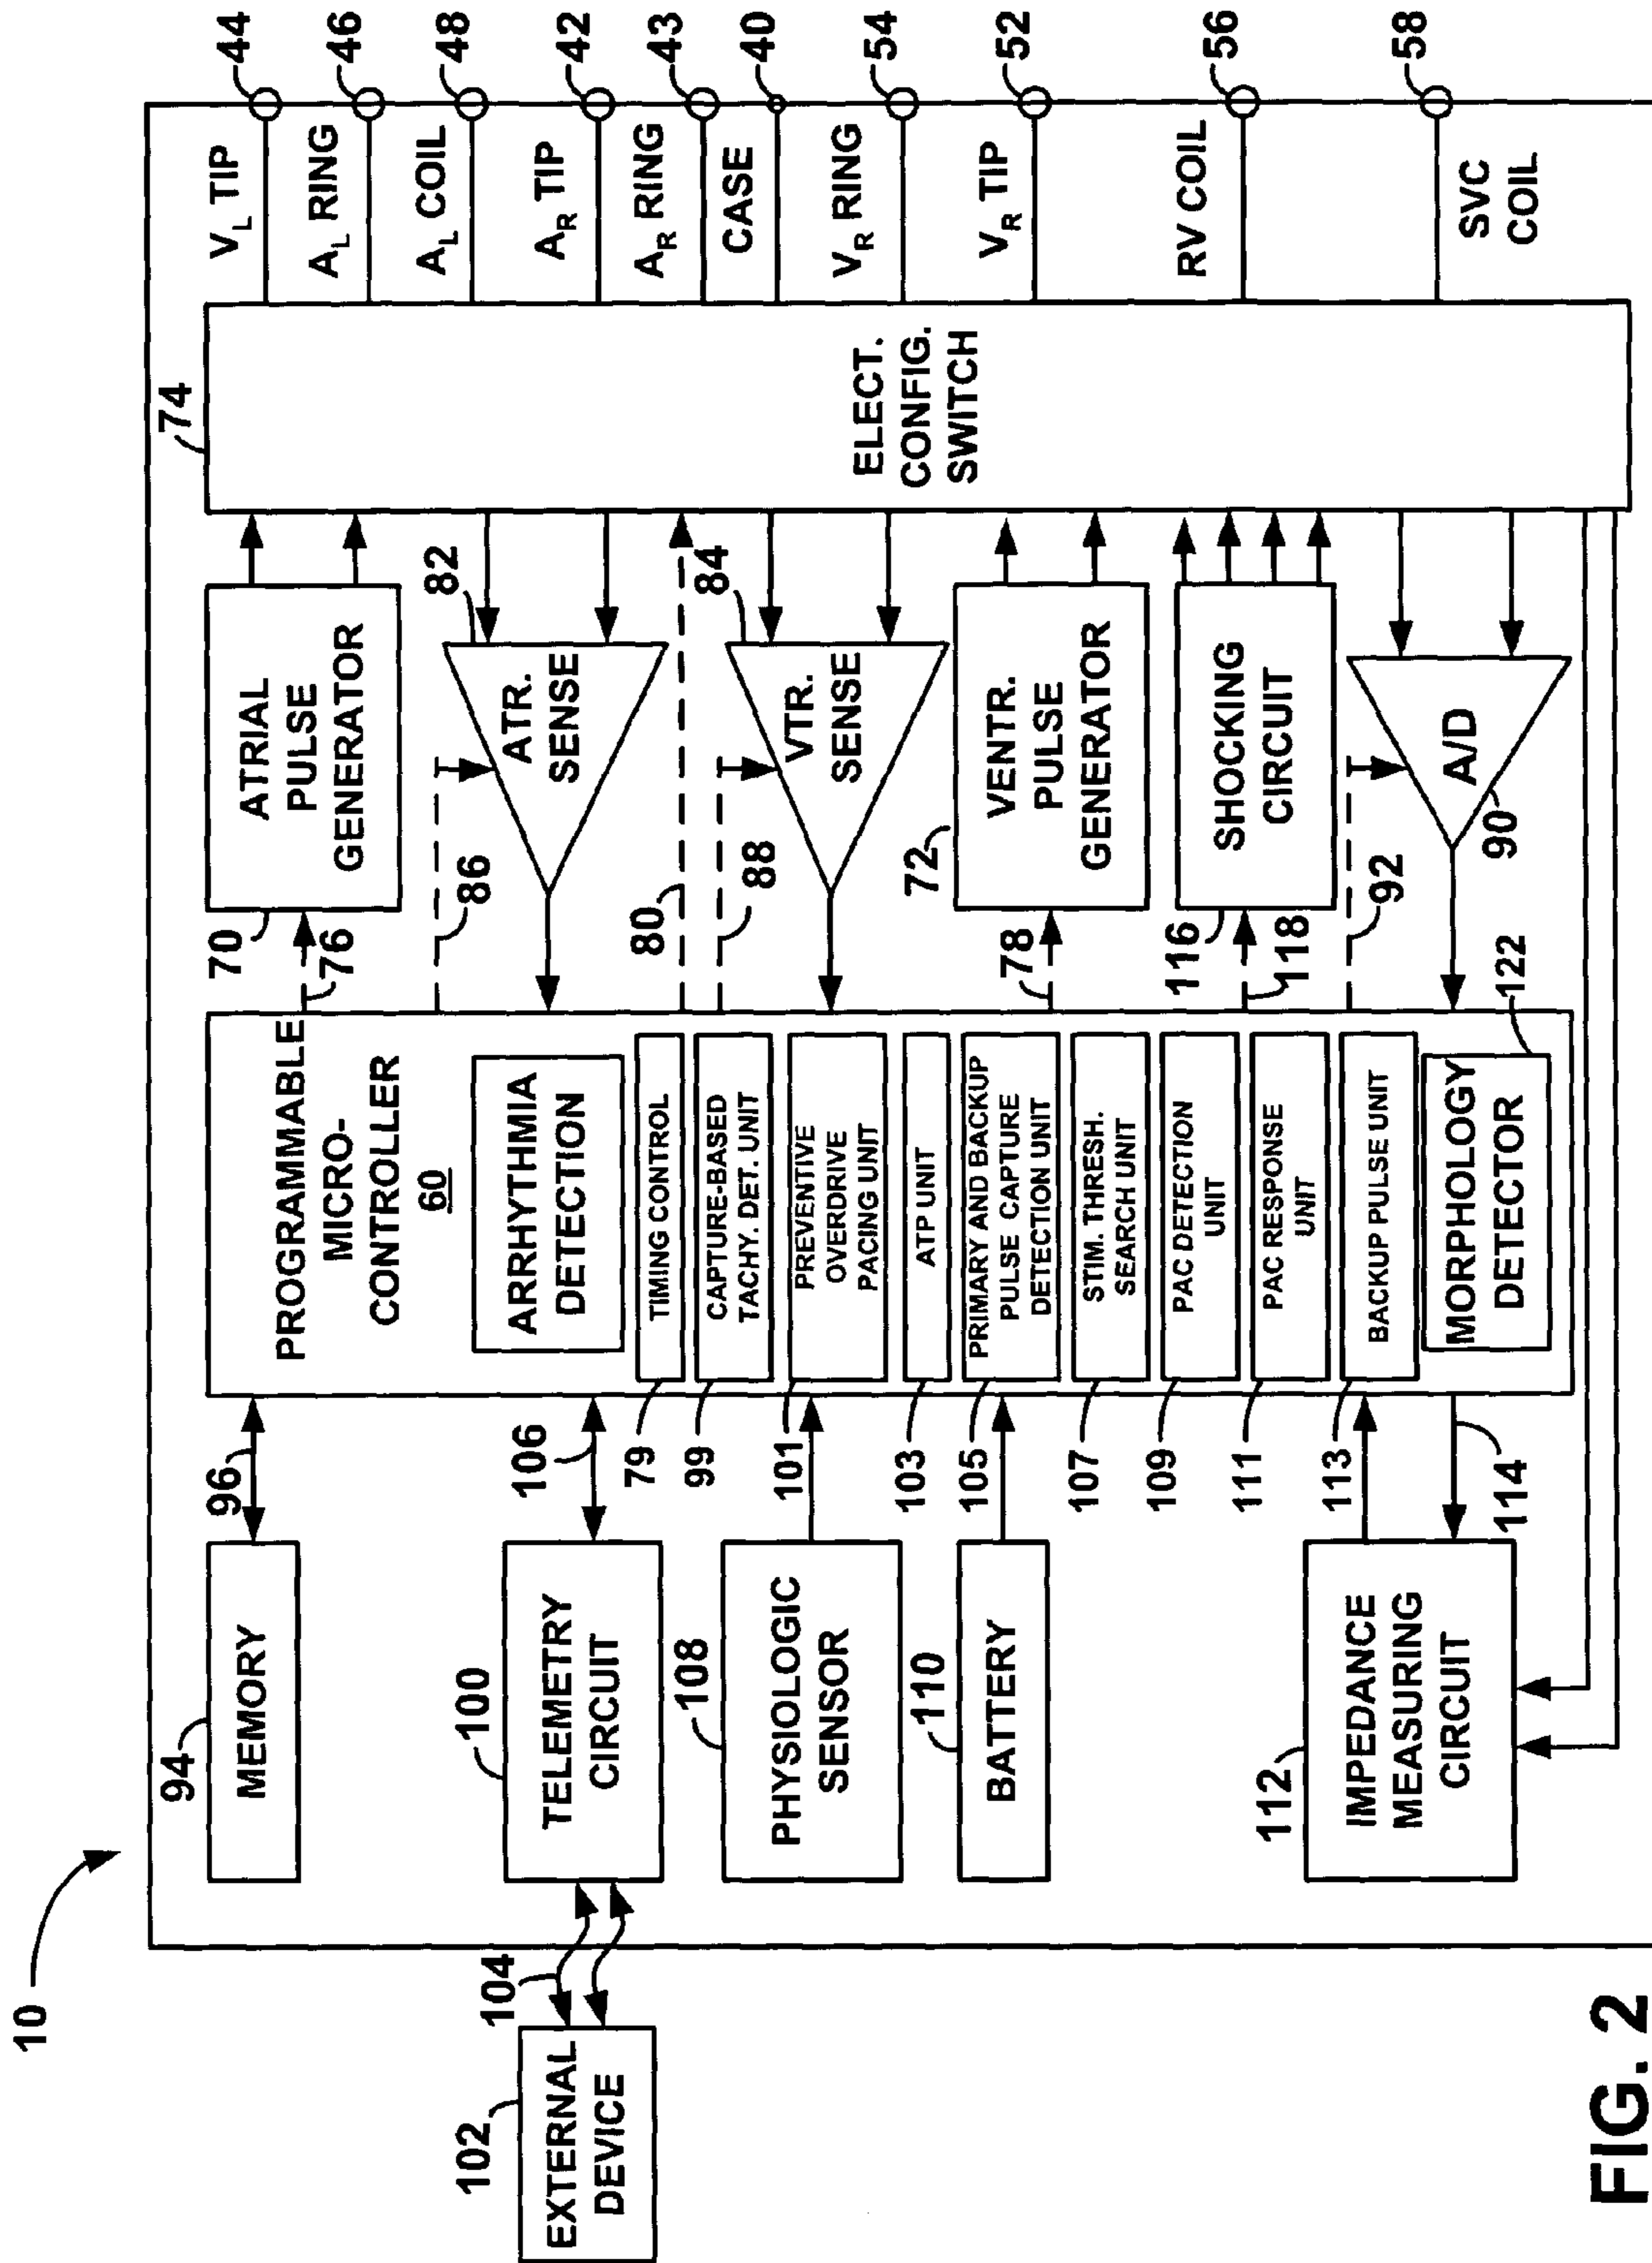 10
102
EXTERNAL
DEVICE
104
94
MEMORY
96
100
TELEMETRY
CIRCUIT
106
108
PHYSIOLOGIC
SENSOR
110
BATTERY
112
IMPEDANCE
MEASURING
CIRCUIT
114
PROGRAMMABLE
MICRO-
CONTROLLER
60
ARRHYTHMIA
DETECTION
79
TIMING CONTROL
99
CAPTURE-BASED
TACHY. DET. UNIT
101
PREVENTIVE
OVERDRIVE
PACING UNIT
103
ATP UNIT
105
PRIMARY AND BACKUP
PULSE CAPTURE
DETECTION UNIT
107
STIM. THRESH.
SEARCH UNIT
109
PAC DETECTION
UNIT
111
PAC RESPONSE
UNIT
113
BACKUP PULSE UNIT
MORPHOLOGY
DETECTOR
122
70
76
ATRIAL
PULSE
GENERATOR
86
82
ATR.
SENSE
80
88
84
VTR.
SENSE
72
78
VENTR.
PULSE
GENERATOR
116
118
SHOCKING
CIRCUIT
92
A/D
90
74
ELECT.
CONFIG.
SWITCH
VL TIP 44
AL RING 46
AL COIL 48
AR TIP 42
AR RING 43
CASE 40
VR RING 54
VR TIP 52
RV COIL 56
SVC
COIL
58
FIG. 2